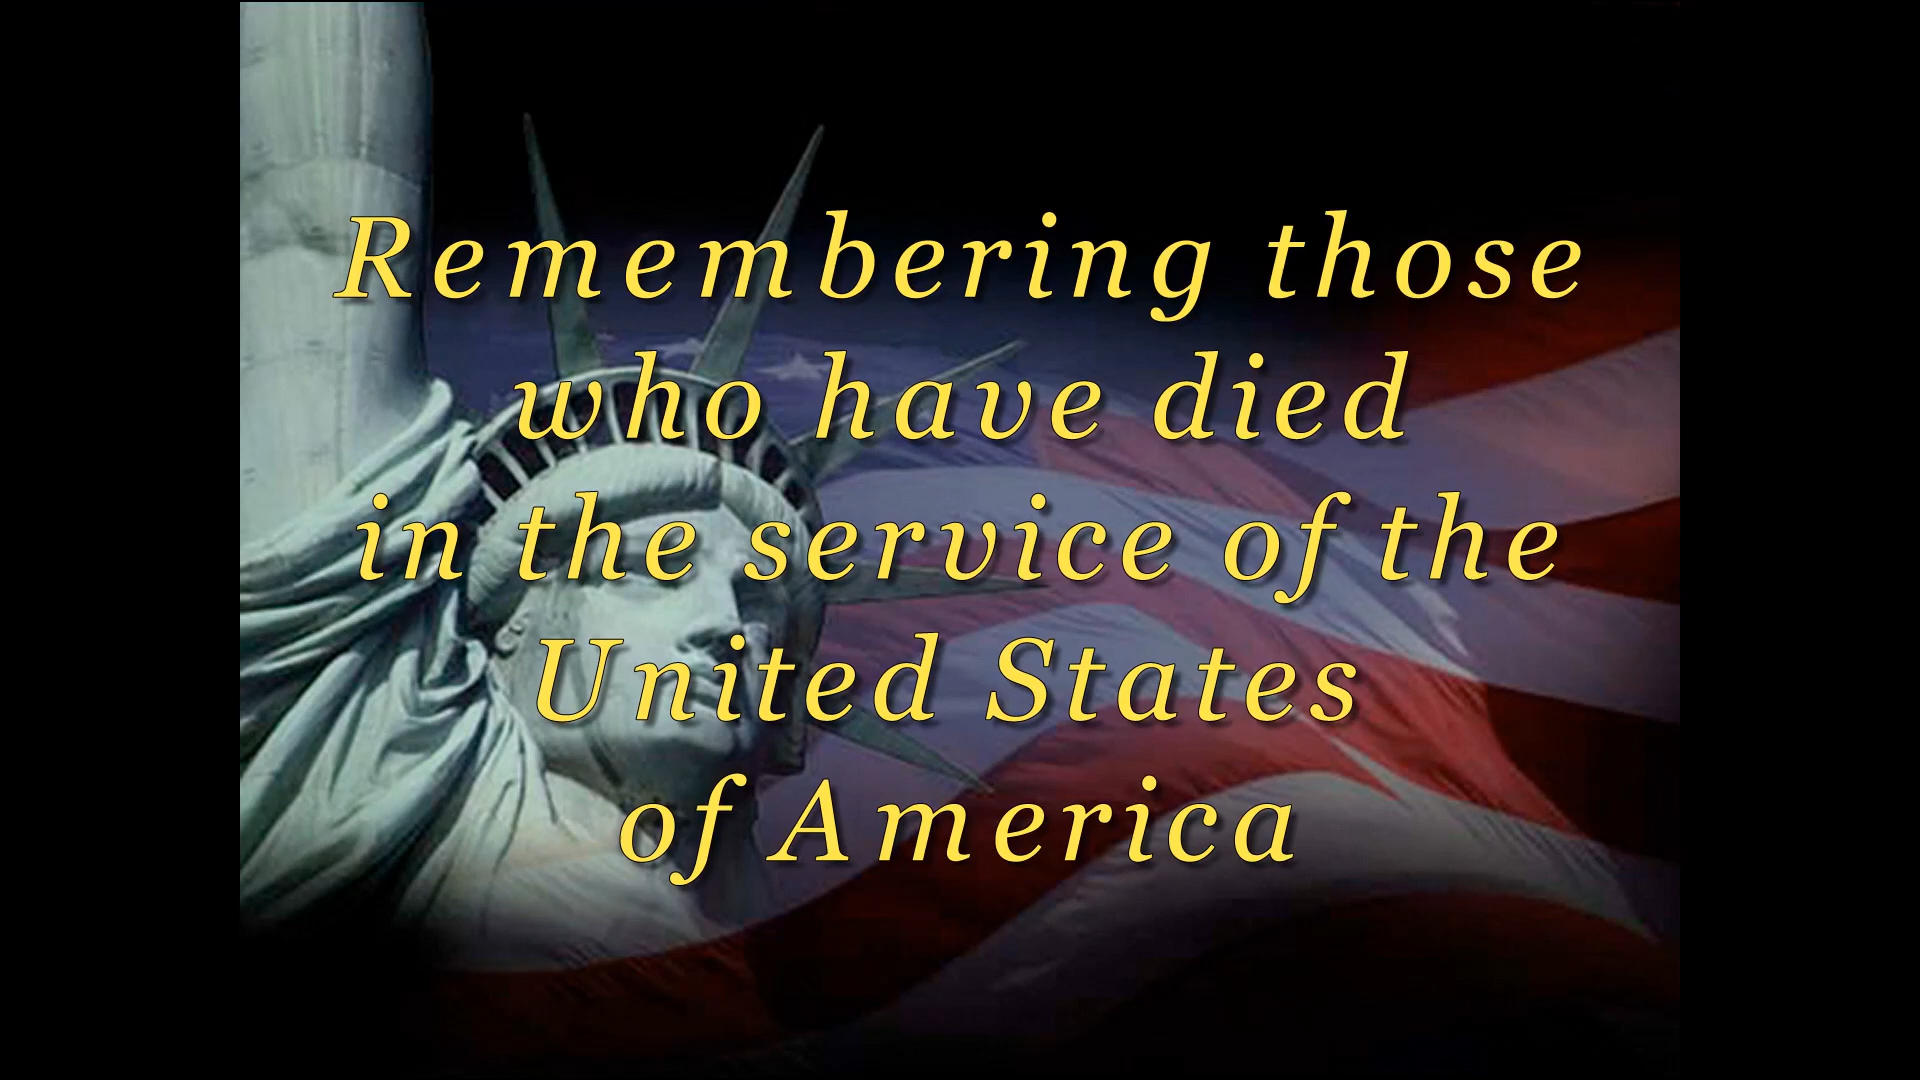 Remembering those
who have died
in the service of the
United States
of America